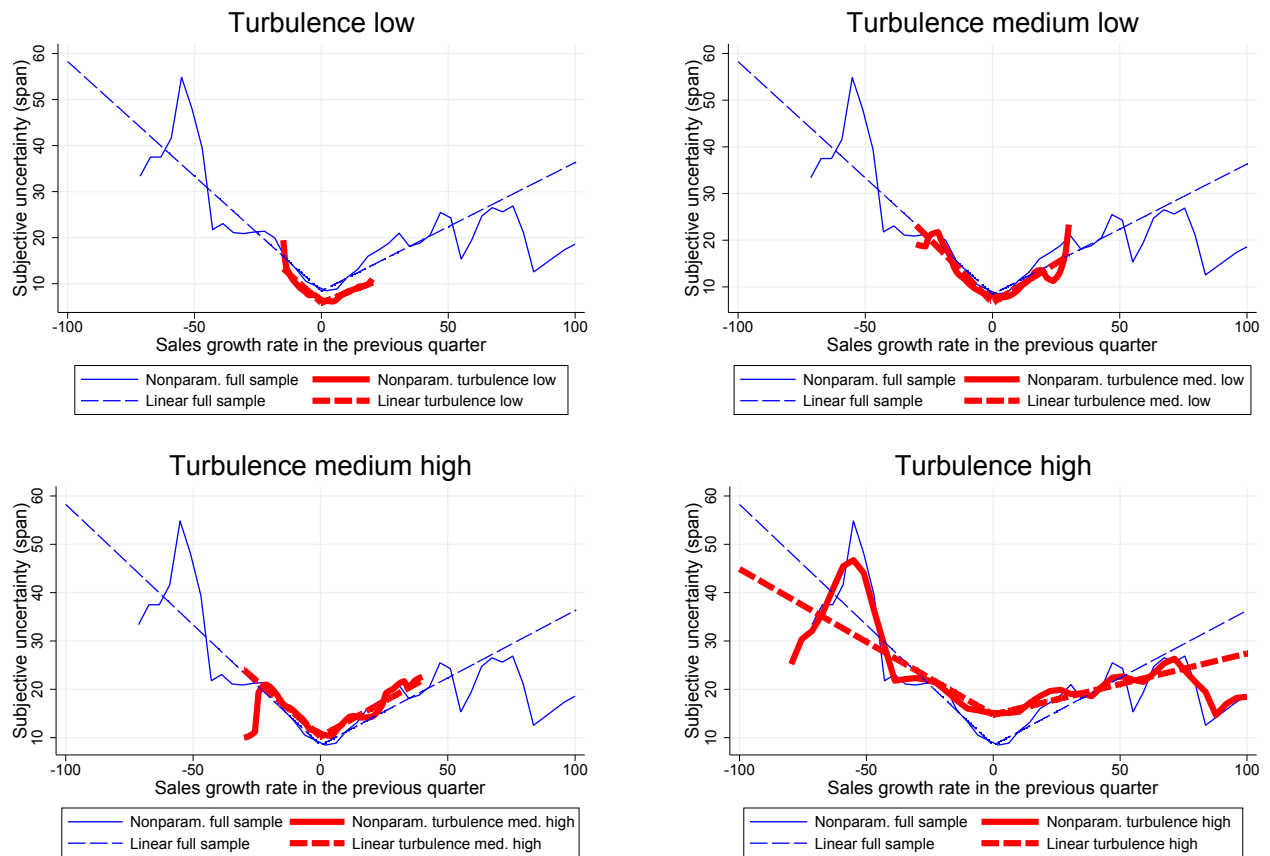 Turbulence low
Subjective uncertainty (span)
60
50
40
30
20
10
-100 -50 0 50 100
Sales growth rate in the previous quarter
Nonparam. full sample Nonparam. turbulence low
Linear full sample Linear turbulence low
Turbulence medium low
Subjective uncertainty (span)
60
50
40
30
20
10
-100 -50 0 50 100
Sales growth rate in the previous quarter
Nonparam. full sample Nonparam. turbulence med. low
Linear full sample Linear turbulence med. low
Turbulence medium high
Subjective uncertainty (span)
60
50
40
30
20
10
-100 -50 0 50 100
Sales growth rate in the previous quarter
Nonparam. full sample Nonparam. turbulence med. high
Linear full sample Linear turbulence med. high
Turbulence high
Subjective uncertainty (span)
60
50
40
30
20
10
-100 -50 0 50 100
Sales growth rate in the previous quarter
Nonparam. full sample Nonparam. turbulence high
Linear full sample Linear turbulence high